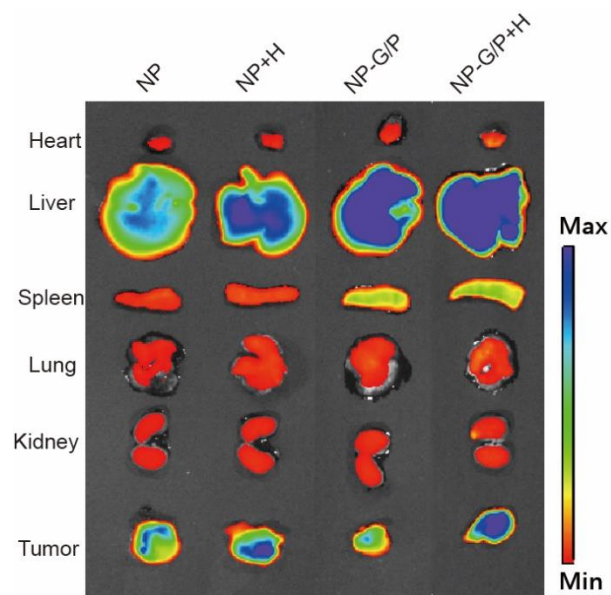 NP NP+H NP-G/P NP-G/P+H
Heart
Liver
Spleen
Lung
Kidney
Tumor
Max
Min